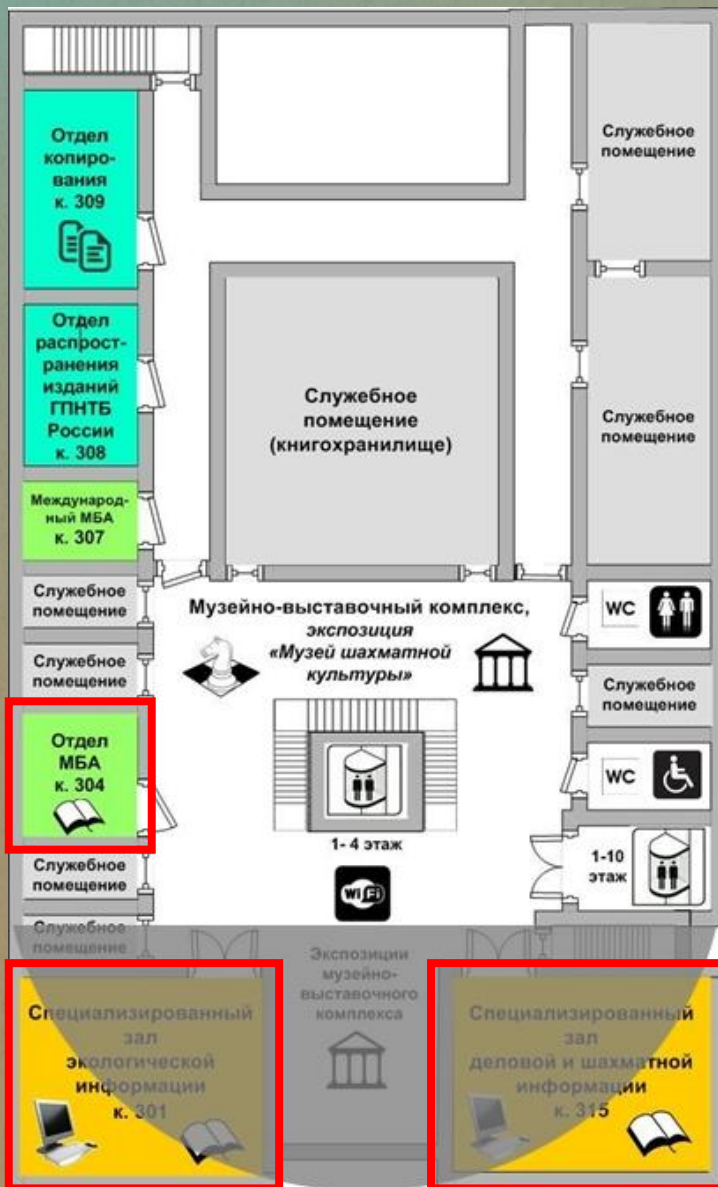 Отдел
копиро-
вания
к. 309
Служебное
помещение
Отдел
распрост-
ранения
изданий
ГПНТБ
России
к. 308
Служебное
помещение
(книгохранилище)
Служебное
помещение
Международ-
ный МБА
к. 307
Служебное
помещение
Музейно-выставочный комплекс,
экспозиция
«Музей шахматной
культуры»
WC
Служебное
помещение
Служебное
помещение
Отдел
МБА
к. 304
WC
1- 4 этаж
1-10
этаж
Служебное
помещение
WiFi
Служебное
помещение
Экспозиции
музейно-
выставочного
комплекса
Специализированный
зал
экологической
информации
к. 301
Специализированный
зал
деловой и шахматной
информации
к. 315